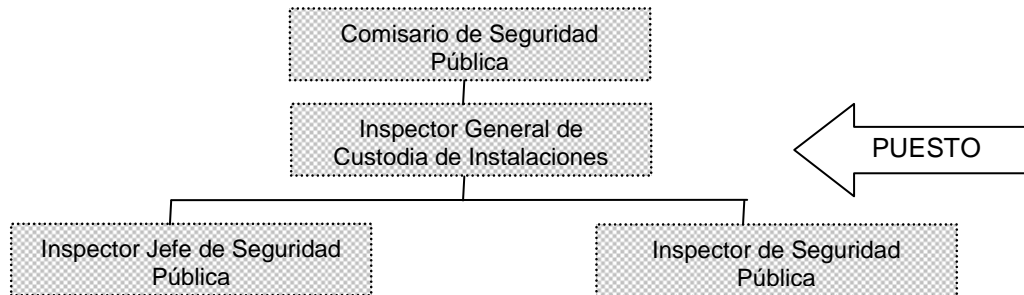 Comisario de Seguridad
Pública
Inspector General de
Custodia de Instalaciones
PUESTO
Inspector Jefe de Seguridad
Pública
Inspector de Seguridad
Pública